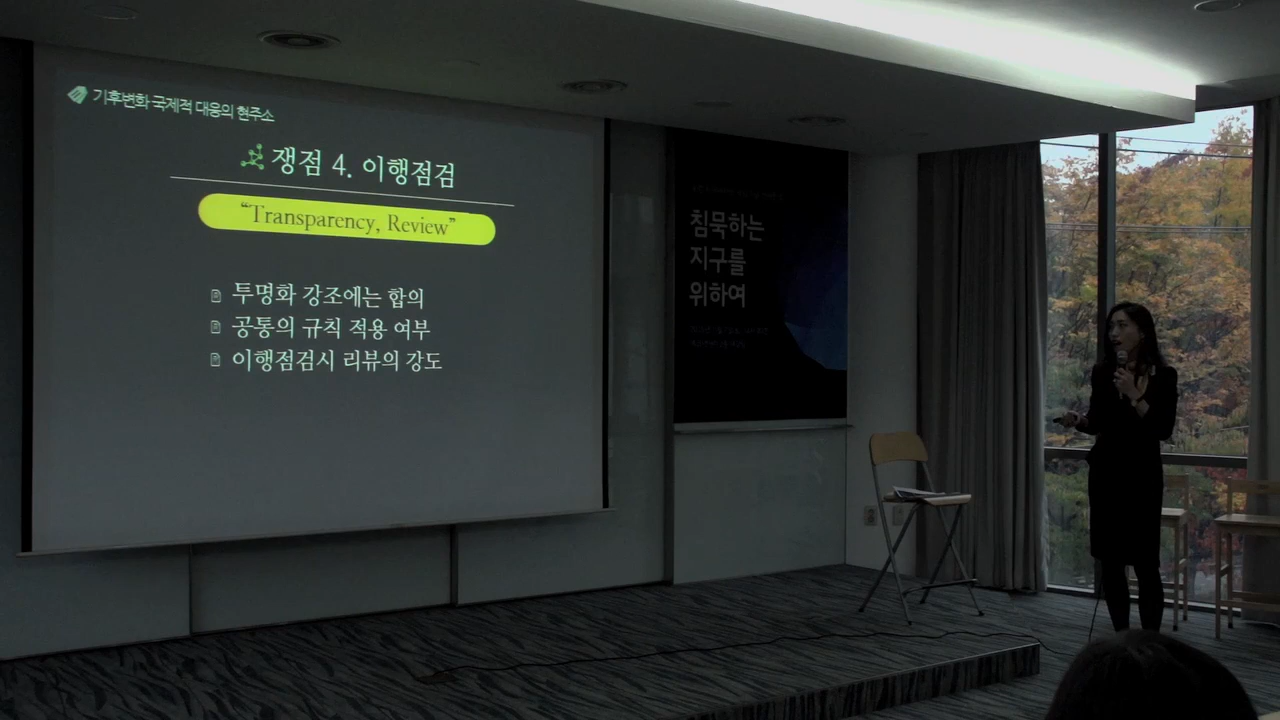 기후변화 국제적 대응의 현주소
쟁점 4. 이행점검
“Transparency, Review”
투명화 강조에는 합의
공통의 규칙 적용 여부
이행점검시 리뷰의 강도
침묵하는
지구를
위하여